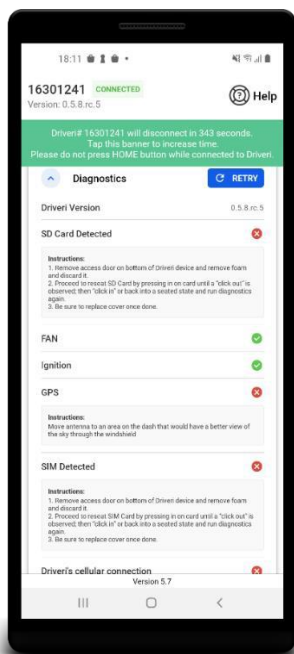 18:11
16301241 CONNECTED
Version: 0.5.8.rc.5
Help
Driveri# 16301241 will disconnect in 343 seconds.
Tap this banner to increase time.
Please do not press HOME button while connected to Driveri.
Diagnostics
RETRY
Driveri Version 0.5.8.rc.5
SD Card Detected
Instructions:
1. Remove access door on bottom of Driveri device and remove foam
and discard it.
2. Proceed to reseat SD Card by pressing in on card until a "click out" is
observed; then "click in" or back into a seated state and run diagnostics
again.
3. Be sure to replace cover once done.
FAN
Ignition
GPS
Instructions:
Move antenna to an area on the dash that would have a better view of
the sky through the windshield
SIM Detected
Instructions:
1. Remove access door on bottom of Driveri device and remove foam
and discard it.
2. Proceed to reseat SIM Card by pressing in on card until a "click out" is
observed; then "click in" or back into a seated state and run diagnostics
again.
3. Be sure to replace cover once done.
Driveri's cellular connection
Version 5.7